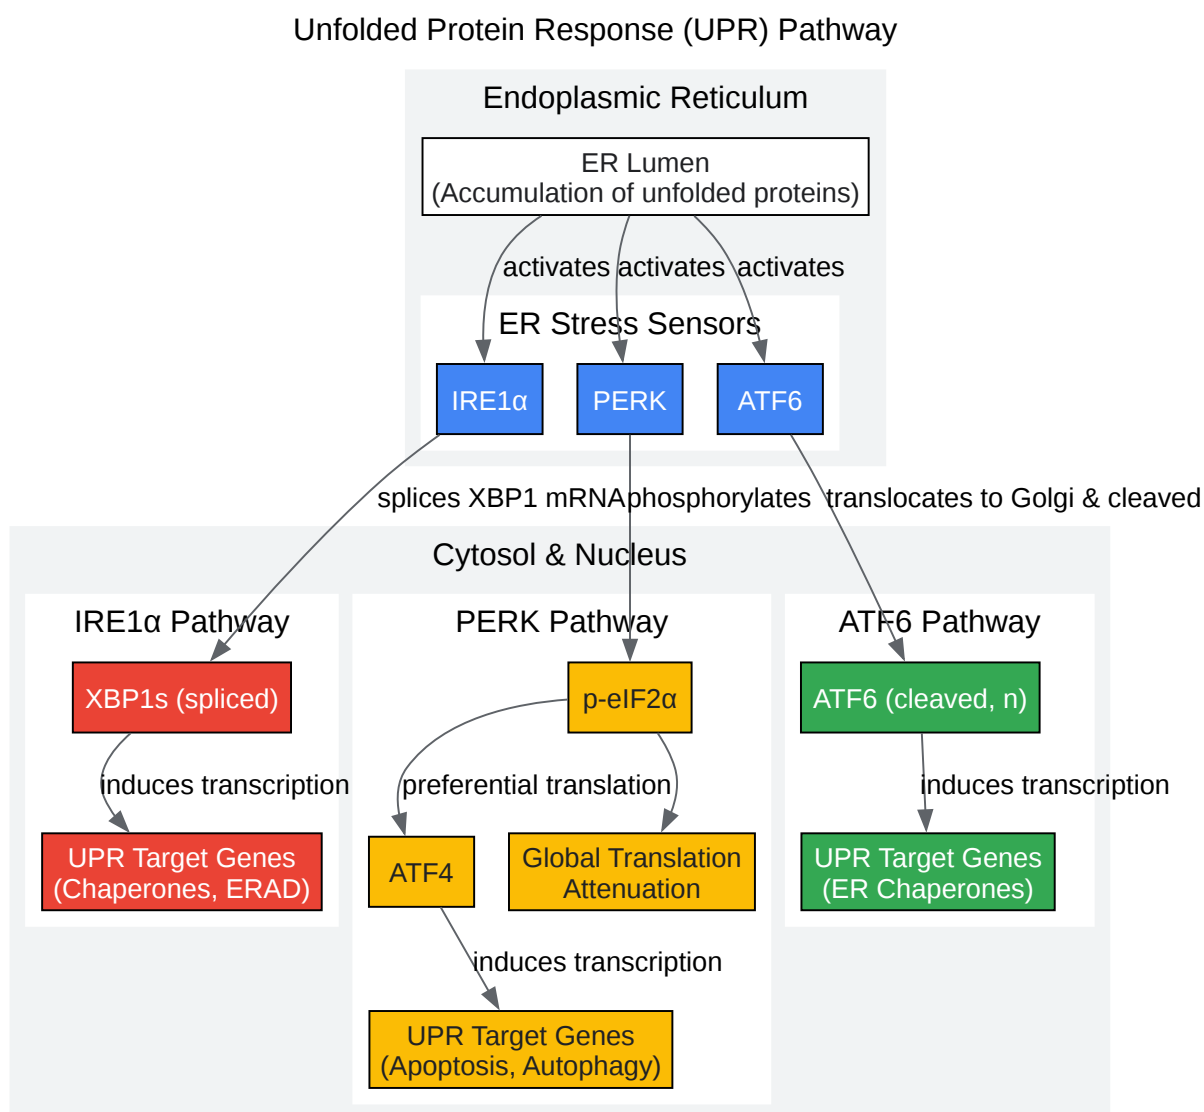 Unfolded Protein Response (UPR) Pathway
Endoplasmic Reticulum
ER Lumen
(Accumulation of unfolded proteins)
activates
activates
activates
ER Stress Sensors
IRE1α
PERK
ATF6
splices XBP1 mRNA
phosphorylates
translocates to Golgi & cleaved
Cytosol & Nucleus
IRE1α Pathway
PERK Pathway
ATF6 Pathway
XBP1s (spliced)
p-eIF2α
ATF6 (cleaved, n)
induces transcription
preferential translation
induces transcription
UPR Target Genes
(Chaperones, ERAD)
ATF4
Global Translation
Attenuation
UPR Target Genes
(ER Chaperones)
induces transcription
UPR Target Genes
(Apoptosis, Autophagy)